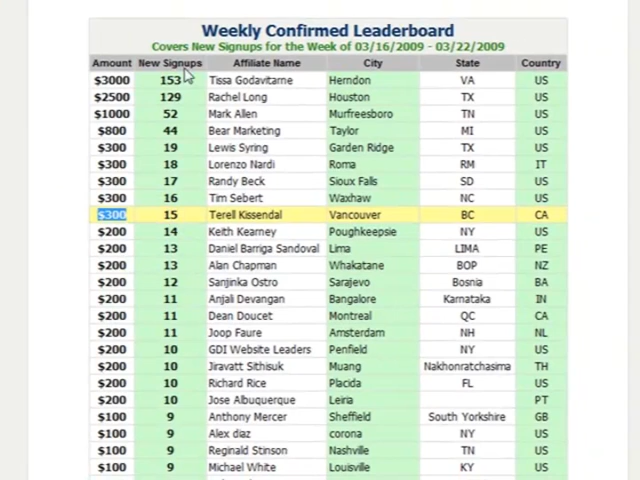 Weekly Confirmed Leaderboard
Covers New Signups for the Week of 03/16/2009 - 03/22/2009
Amount New Signups Affiliate Name City State Country
$3000 153 Tissa Godavitarne Herndon VA US
$2500 129 Rachel Long Houston TX US
$1000 52 Mark Allen Murfreesboro TN US
$800 44 Bear Marketing Taylor MI US
$300 19 Lewis Syring Garden Ridge TX US
$300 18 Lorenzo Nardi Roma RM IT
$300 17 Randy Beck Sioux Falls SD US
$300 16 Tim Sebert Waxhaw NC US
$300 15 Terell Kissendal Vancouver BC CA
$200 14 Keith Kearney Poughkeepsie NY US
$200 13 Daniel Barriga Sandoval Lima LIMA PE
$200 13 Alan Chapman Whakatane BOP NZ
$200 12 Sanjinka Ostro Sarajevo Bosnia BA
$200 11 Anjali Devangan Bangalore Karnataka IN
$200 11 Dean Doucet Montreal QC CA
$200 11 Joop Faure Amsterdam NH NL
$200 10 GDI Website Leaders Penfield NY US
$200 10 Jiravatt Sithisuk Muang Nakhonratchasima TH
$200 10 Richard Rice Placida FL US
$200 10 Jose Albuquerque Leiria PT
$100 9 Anthony Mercer Sheffield South Yorkshire GB
$100 9 Alex diaz corona NY US
$100 9 Reginald Stinson Nashville TN US
$100 9 Michael White Louisville KY US